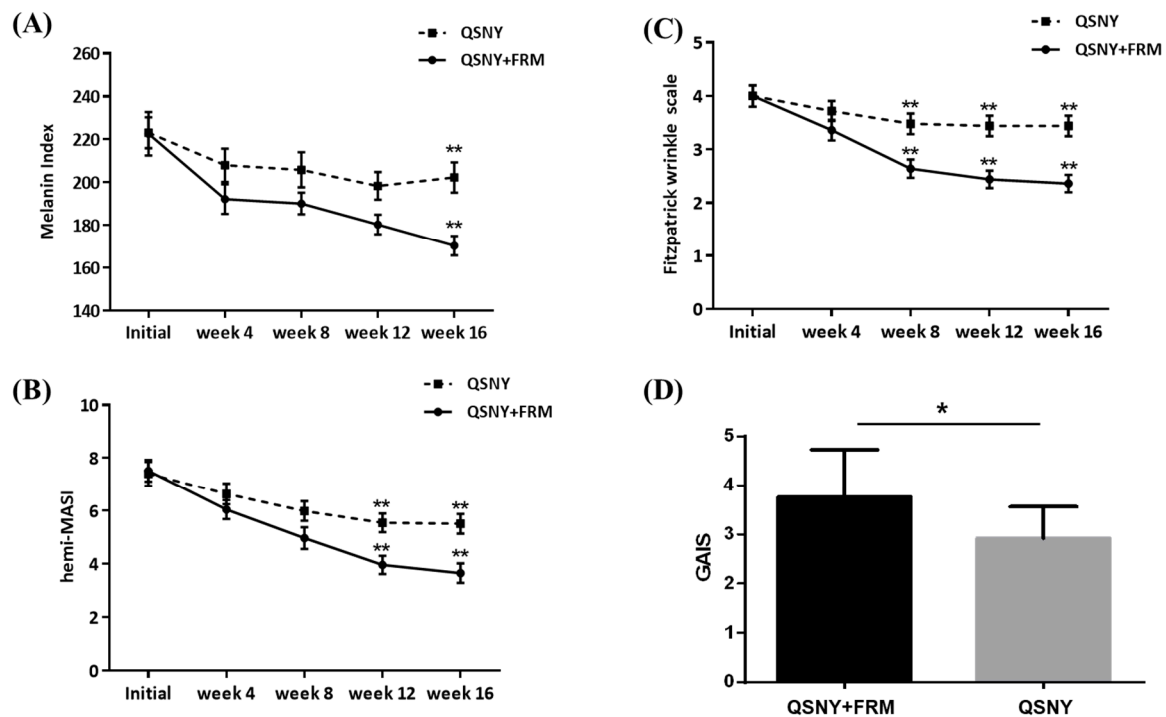 (A)
QSNY
QSNY+FRM
Melanin Index
260
240
220
200
180
160
140
**
**
Initial week 4 week 8 week 12 week 16
(B)
QSNY
QSNY+FRM
hemi-MASI
10
8
6
4
2
0
** **
** **
Initial week 4 week 8 week 12 week 16
(C)
QSNY
QSNY+FRM
Fitzpatrick wrinkle scale
5
4
3
2
1
0
** ** **
** ** **
Initial week 4 week 8 week 12 week 16
(D)
*
GAIS
5
4
3
2
1
0
QSNY+FRM QSNY